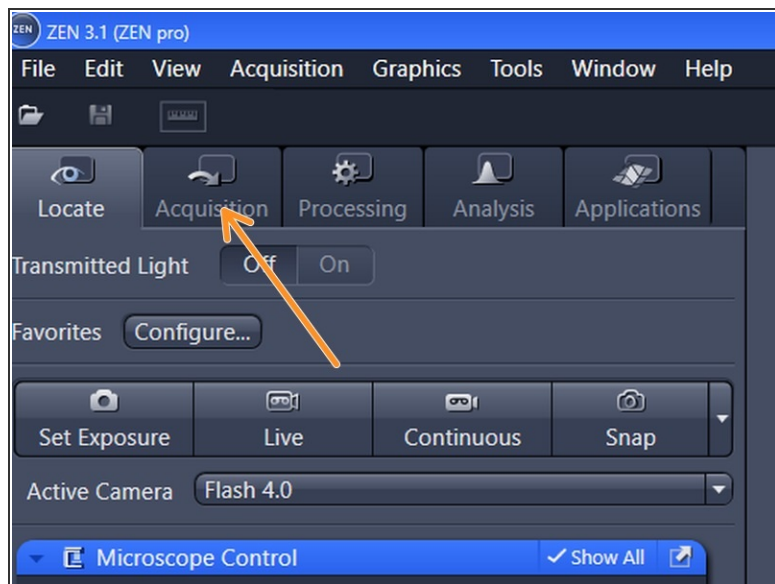 ZEN ZEN 3.1 (ZEN pro)
File Edit View Acquisition Graphics Tools Window Help
Locate Acquisition Processing Analysis Applications
Transmitted Light Off On
Favorites Configure...
Set Exposure Live Continuous Snap
Active Camera Flash 4.0
Microscope Control Show All